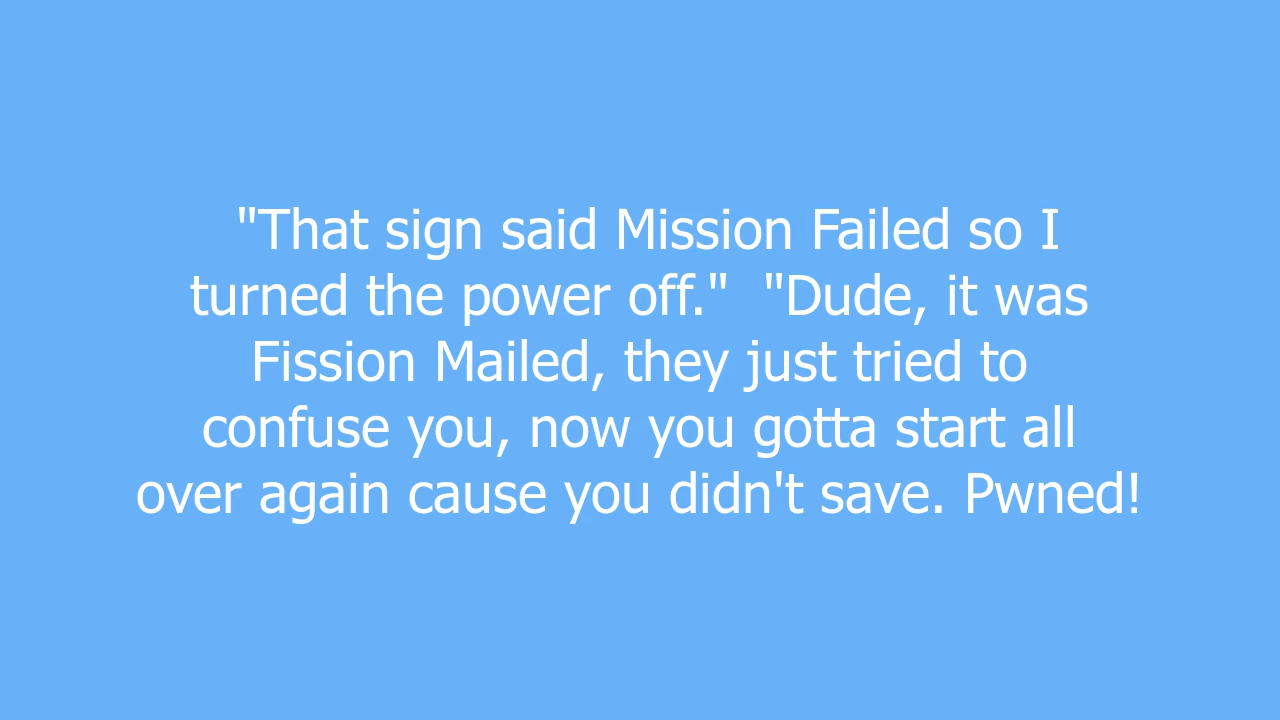 "That sign said Mission Failed so I
turned the power off."  "Dude, it was
Fission Mailed, they just tried to
confuse you, now you gotta start all
over again cause you didn't save. Pwned!